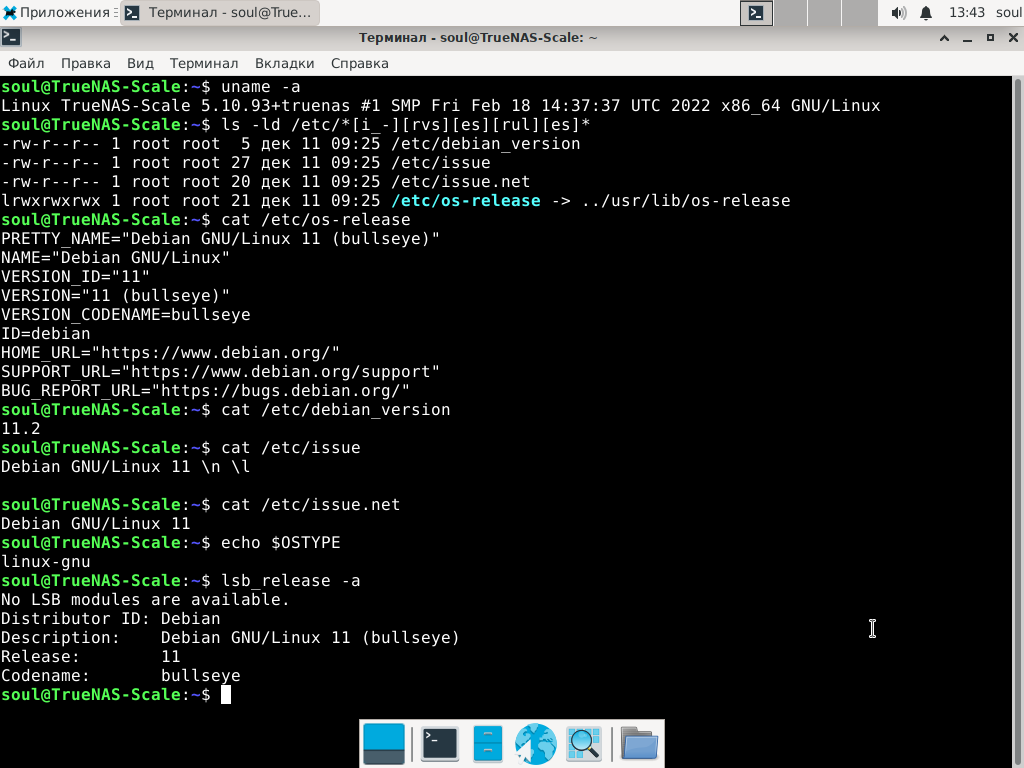 Приложения
Терминал - soul@True...
13:43
soul
Терминал - soul@TrueNAS-Scale: ~
Файл Правка Вид Терминал Вкладки Справка
soul@TrueNAS-Scale:~$ uname -a
Linux TrueNAS-Scale 5.10.93+truenas #1 SMP Fri Feb 18 14:37:37 UTC 2022 x86_64 GNU/Linux
soul@TrueNAS-Scale:~$ ls -ld /etc/*[i_-][rvs][es][rul][es]*
-rw-r--r-- 1 root root  5 дек 11 09:25 /etc/debian_version
-rw-r--r-- 1 root root 27 дек 11 09:25 /etc/issue
-rw-r--r-- 1 root root 20 дек 11 09:25 /etc/issue.net
lrwxrwxrwx 1 root root 21 дек 11 09:25 /etc/os-release -> ../usr/lib/os-release
soul@TrueNAS-Scale:~$ cat /etc/os-release
PRETTY_NAME="Debian GNU/Linux 11 (bullseye)"
NAME="Debian GNU/Linux"
VERSION_ID="11"
VERSION="11 (bullseye)"
VERSION_CODENAME=bullseye
ID=debian
HOME_URL="https://www.debian.org/"
SUPPORT_URL="https://www.debian.org/support"
BUG_REPORT_URL="https://bugs.debian.org/"
soul@TrueNAS-Scale:~$ cat /etc/debian_version
11.2
soul@TrueNAS-Scale:~$ cat /etc/issue
Debian GNU/Linux 11 \n \l
soul@TrueNAS-Scale:~$ cat /etc/issue.net
Debian GNU/Linux 11
soul@TrueNAS-Scale:~$ echo $OSTYPE
linux-gnu
soul@TrueNAS-Scale:~$ lsb_release -a
No LSB modules are available.
Distributor ID: Debian
Description:    Debian GNU/Linux 11 (bullseye)
Release:        11
Codename:       bullseye
soul@TrueNAS-Scale:~$